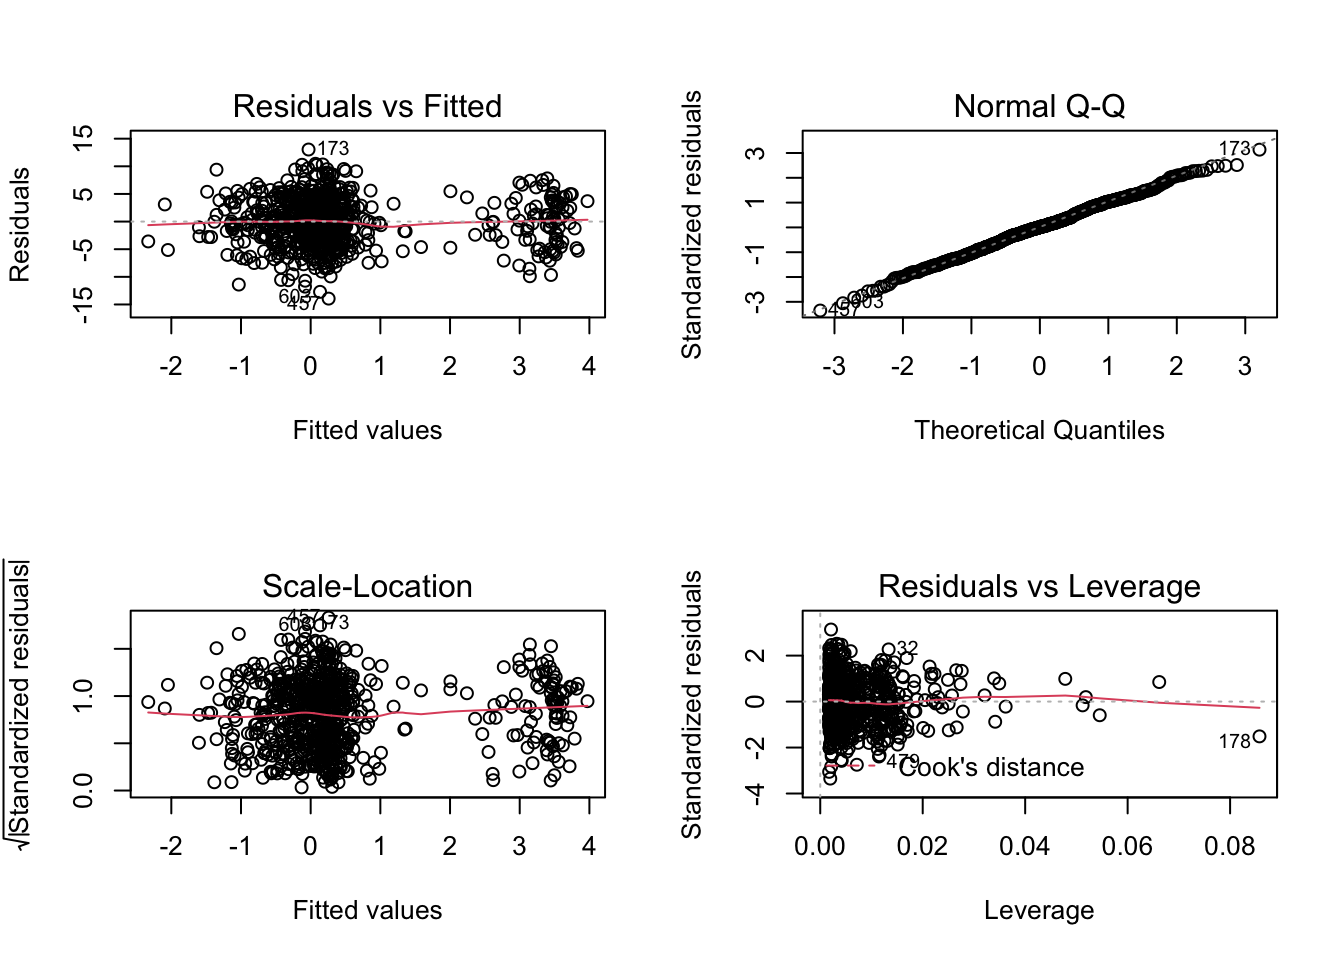 Residuals vs Fitted
Residuals
15
5
-5
-15
173
603
457
-2 -1 0 1 2 3 4
Fitted values
Normal Q-Q
Standardized residuals
3
1
-1
-3
173
457
603
-3 -2 -1 0 1 2 3
Theoretical Quantiles
Scale-Location
√|Standardized residuals|
1.0
0.0
457
603
173
-2 -1 0 1 2 3 4
Fitted values
Residuals vs Leverage
Standardized residuals
2
0
-2
-4
32
178
479
Cook's distance
0.00 0.02 0.04 0.06 0.08
Leverage